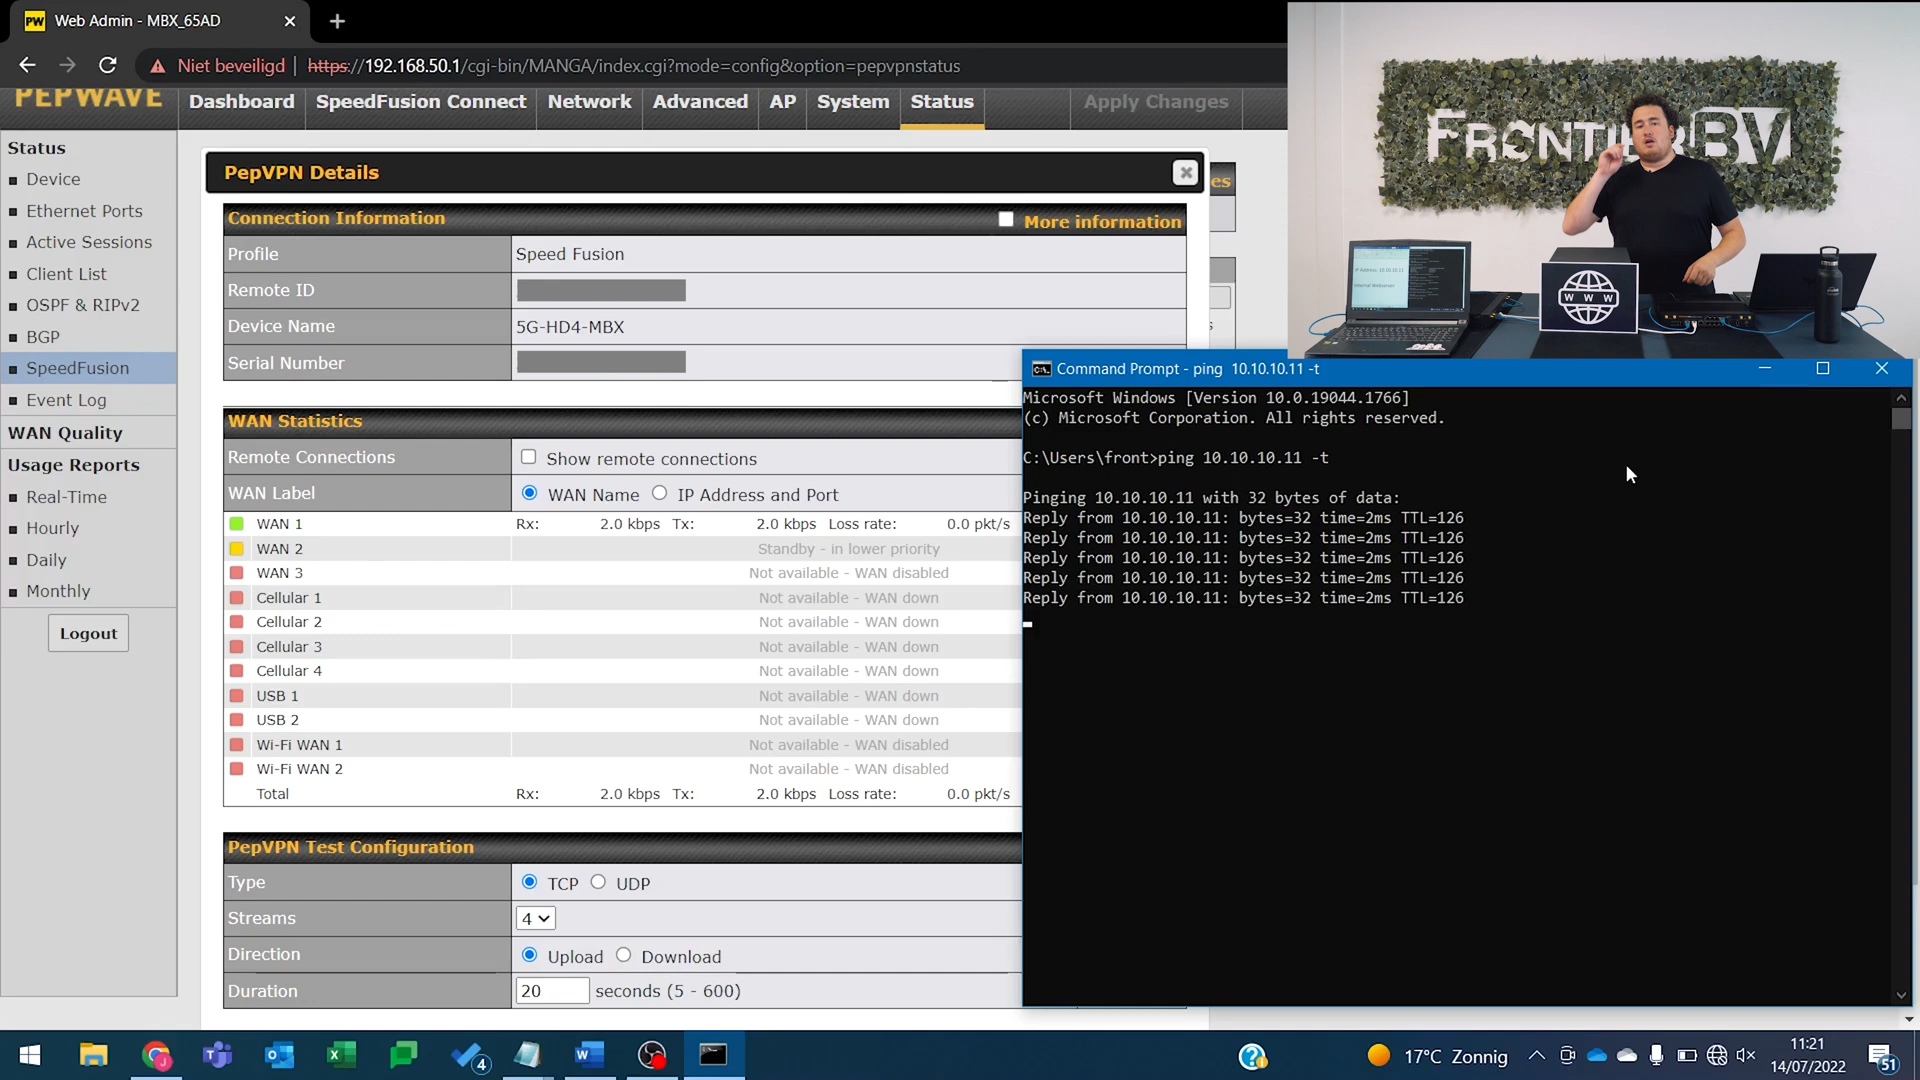 Web Admin - MBX_65AD
Niet beveiligd | https://192.168.50.1/cgi-bin/MANGA/index.cgi?mode=config&option=pepvpnstatus
PEPWAVE
Dashboard SpeedFusion Connect Network Advanced AP System Status Apply Changes
Status
Device
Ethernet Ports
Active Sessions
Client List
OSPF & RIPv2
BGP
SpeedFusion
Event Log
WAN Quality
Usage Reports
Real-Time
Hourly
Daily
Monthly
Logout
PepVPN Details
es
Connection Information More information
Profile Speed Fusion
Remote ID
Device Name 5G-HD4-MBX
Serial Number
WAN Statistics
Remote Connections Show remote connections
WAN Label WAN Name IP Address and Port
WAN 1 Rx: 2.0 kbps Tx: 2.0 kbps Loss rate: 0.0 pkt/s
WAN 2 Standby - in lower priority
WAN 3 Not available - WAN disabled
Cellular 1 Not available - WAN down
Cellular 2 Not available - WAN down
Cellular 3 Not available - WAN down
Cellular 4 Not available - WAN down
USB 1 Not available - WAN down
USB 2 Not available - WAN down
Wi-Fi WAN 1 Not available - WAN disabled
Wi-Fi WAN 2 Not available - WAN disabled
Total Rx: 2.0 kbps Tx: 2.0 kbps Loss rate: 0.0 pkt/s
PepVPN Test Configuration
Type TCP UDP
Streams 4
Direction Upload Download
Duration 20 seconds (5 - 600)
BV
IP Address: 10.10.10.11
Internal Webserver
WWW
Command Prompt - ping 10.10.10.11 -t
Microsoft Windows [Version 10.0.19044.1766]
(c) Microsoft Corporation. All rights reserved.
C:\Users\front>ping 10.10.10.11 -t
Pinging 10.10.10.11 with 32 bytes of data:
Reply from 10.10.10.11: bytes=32 time=2ms TTL=126
Reply from 10.10.10.11: bytes=32 time=2ms TTL=126
Reply from 10.10.10.11: bytes=32 time=2ms TTL=126
Reply from 10.10.10.11: bytes=32 time=2ms TTL=126
Reply from 10.10.10.11: bytes=32 time=2ms TTL=126
4
17°C Zonnig
11:21
14/07/2022
51